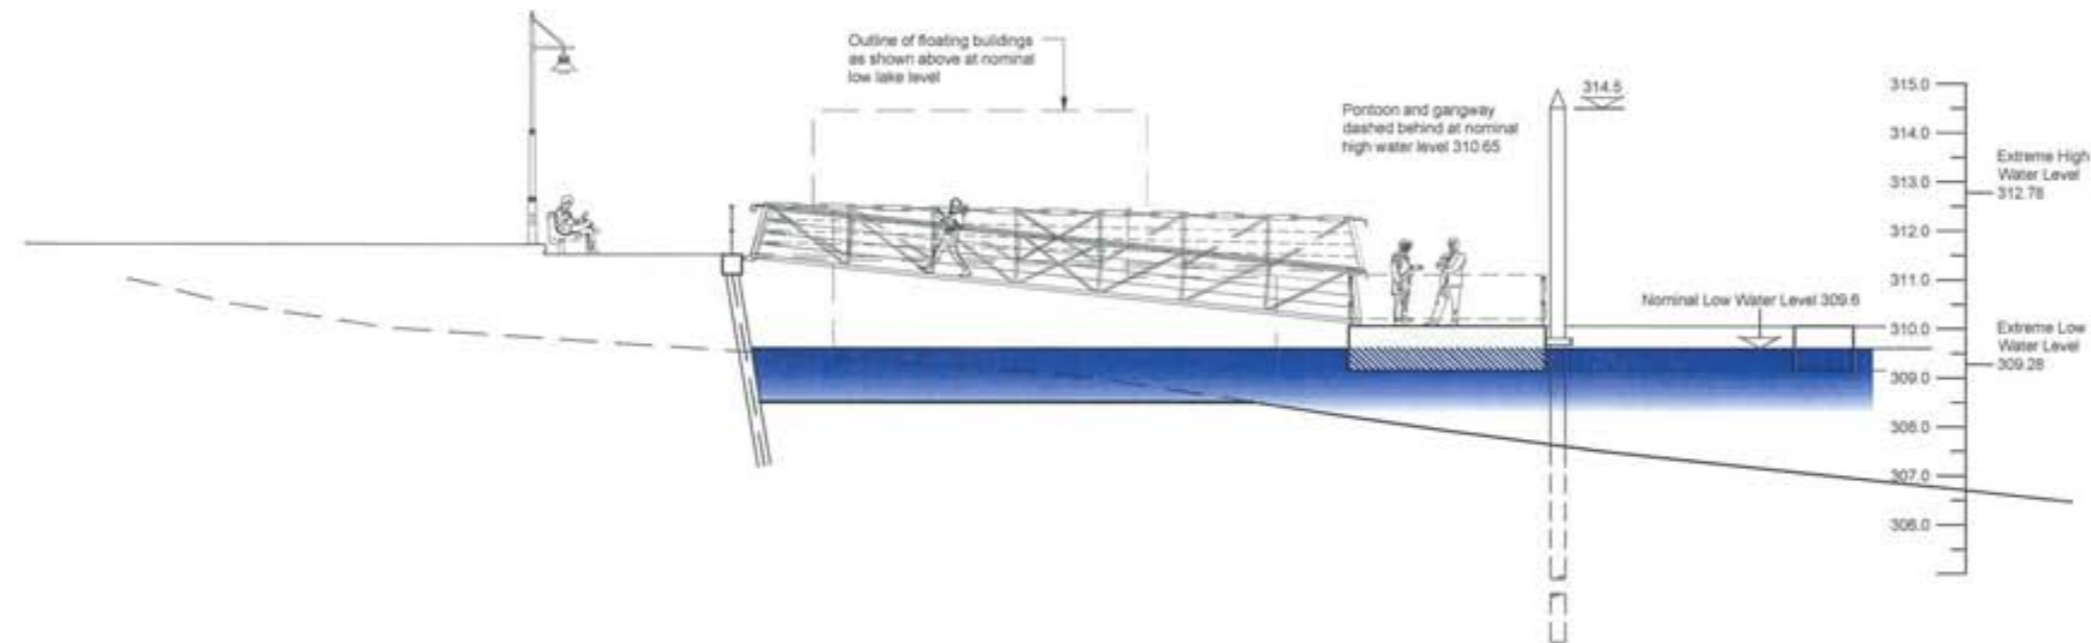 Outline of floating buildings
as shown above at nominal
low lake level
Pontoon and gangway
dashed behind at nominal
high water level 310.65
314.5
315.0
314.0
313.0
312.0
311.0
310.0
309.0
308.0
307.0
306.0
Extreme High
Water Level
312.78
Nominal Low Water Level 309.6
Extreme Low
Water Level
309.28